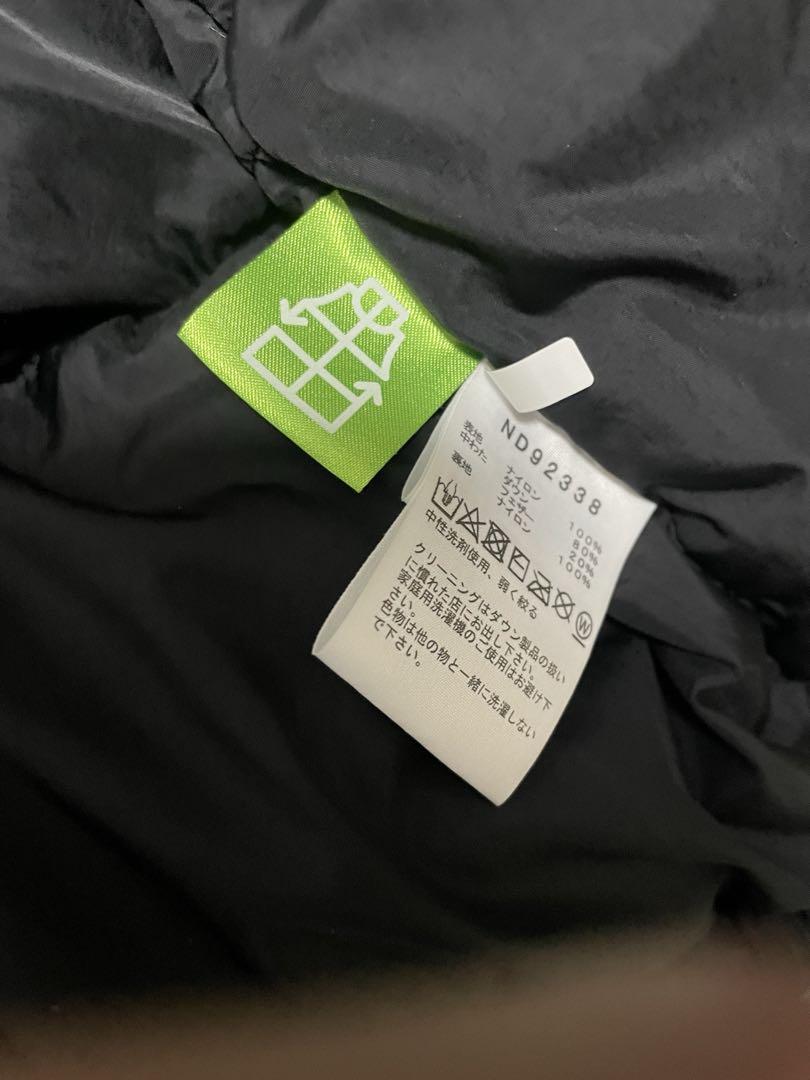 ND92338
表地 ナイロン 100%
中わた ダウン 80%
フェザー 20%
裏地 ナイロン 100%
W
中性洗剤使用、弱く絞る
クリーニングはダウン製品の扱い
に慣れた店にお出し下さい。
家庭用洗濯機のご使用はお避け下
さい。
色物は他の物と一緒に洗濯しない
で下さい。